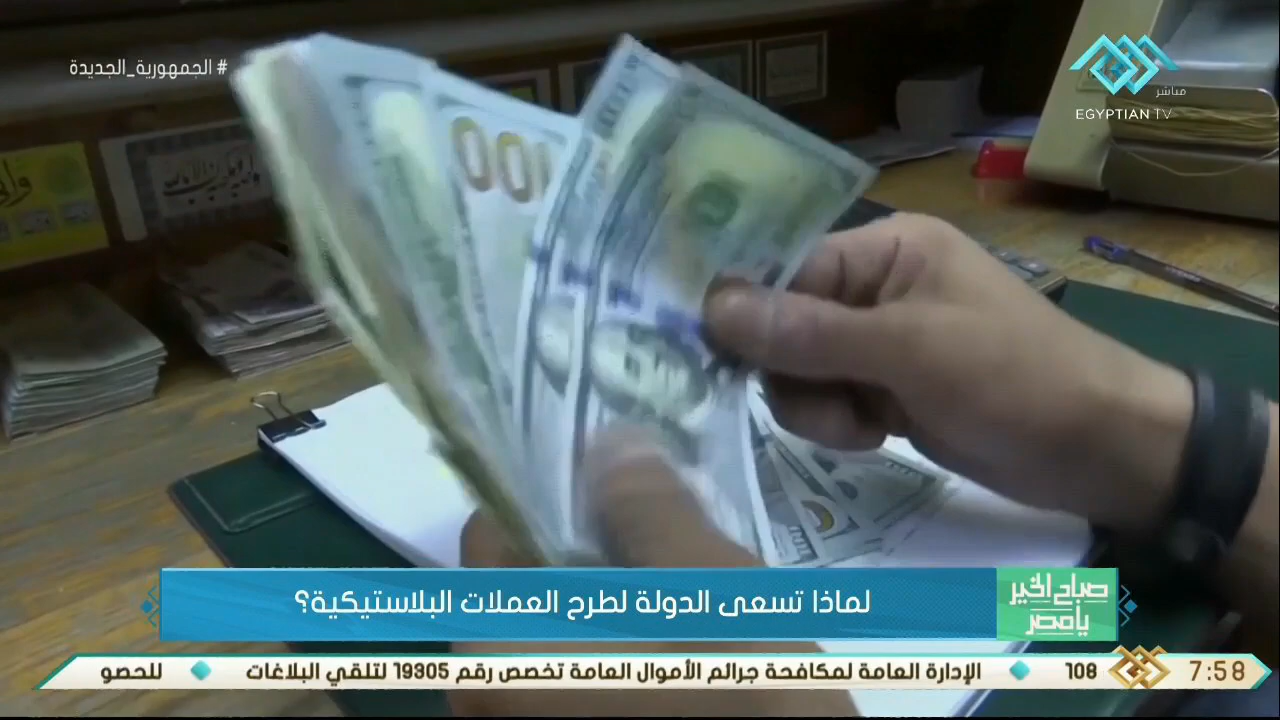 #الجمهورية_الجديدة
مباشر
EGYPTIAN TV
100
لماذا تسعى الدولة لطرح العملات البلاستيكية؟
صباح الخير
يا مصر
7:58
108
الإدارة العامة لمكافحة جرائم الأموال العامة تخصص رقم 19305 لتلقي البلاغات
للحصو